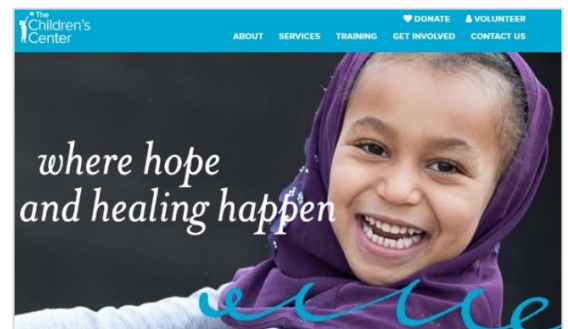 The
Children's
Center
DONATE VOLUNTEER
ABOUT SERVICES TRAINING GET INVOLVED CONTACT US
where hope
and healing happen